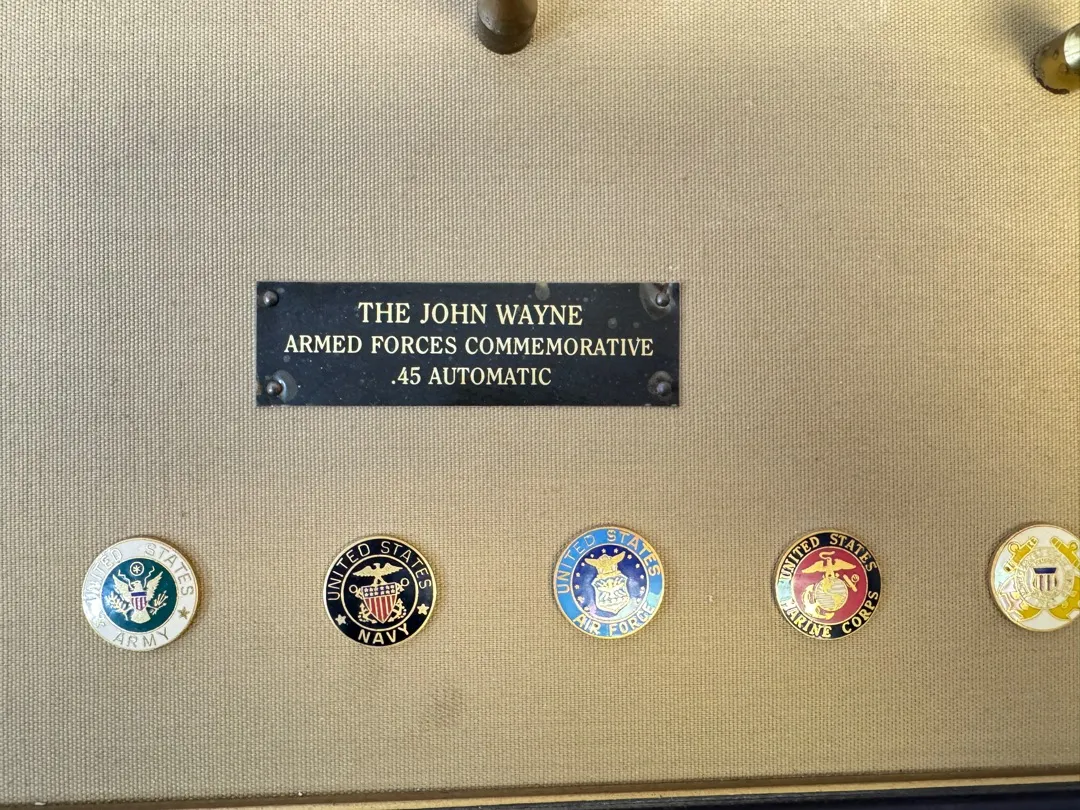 THE JOHN WAYNE
ARMED FORCES COMMEMORATIVE
.45 AUTOMATIC
UNITED STATES
ARMY
UNITED STATES
NAVY
UNITED STATES
AIR FORCE
UNITED STATES
MARINE CORPS